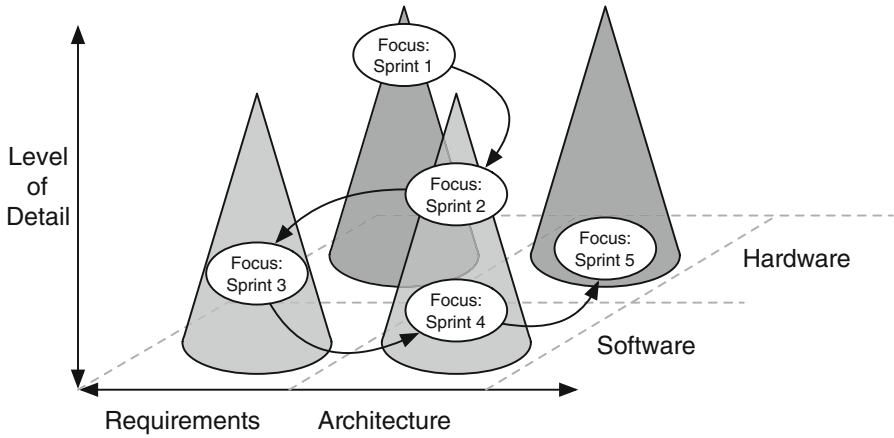 Focus:
Sprint 1
Level
of
Detail
Focus:
Sprint 2
Focus:
Sprint 3
Focus:
Sprint 4
Focus:
Sprint 5
Hardware
Software
Requirements
Architecture